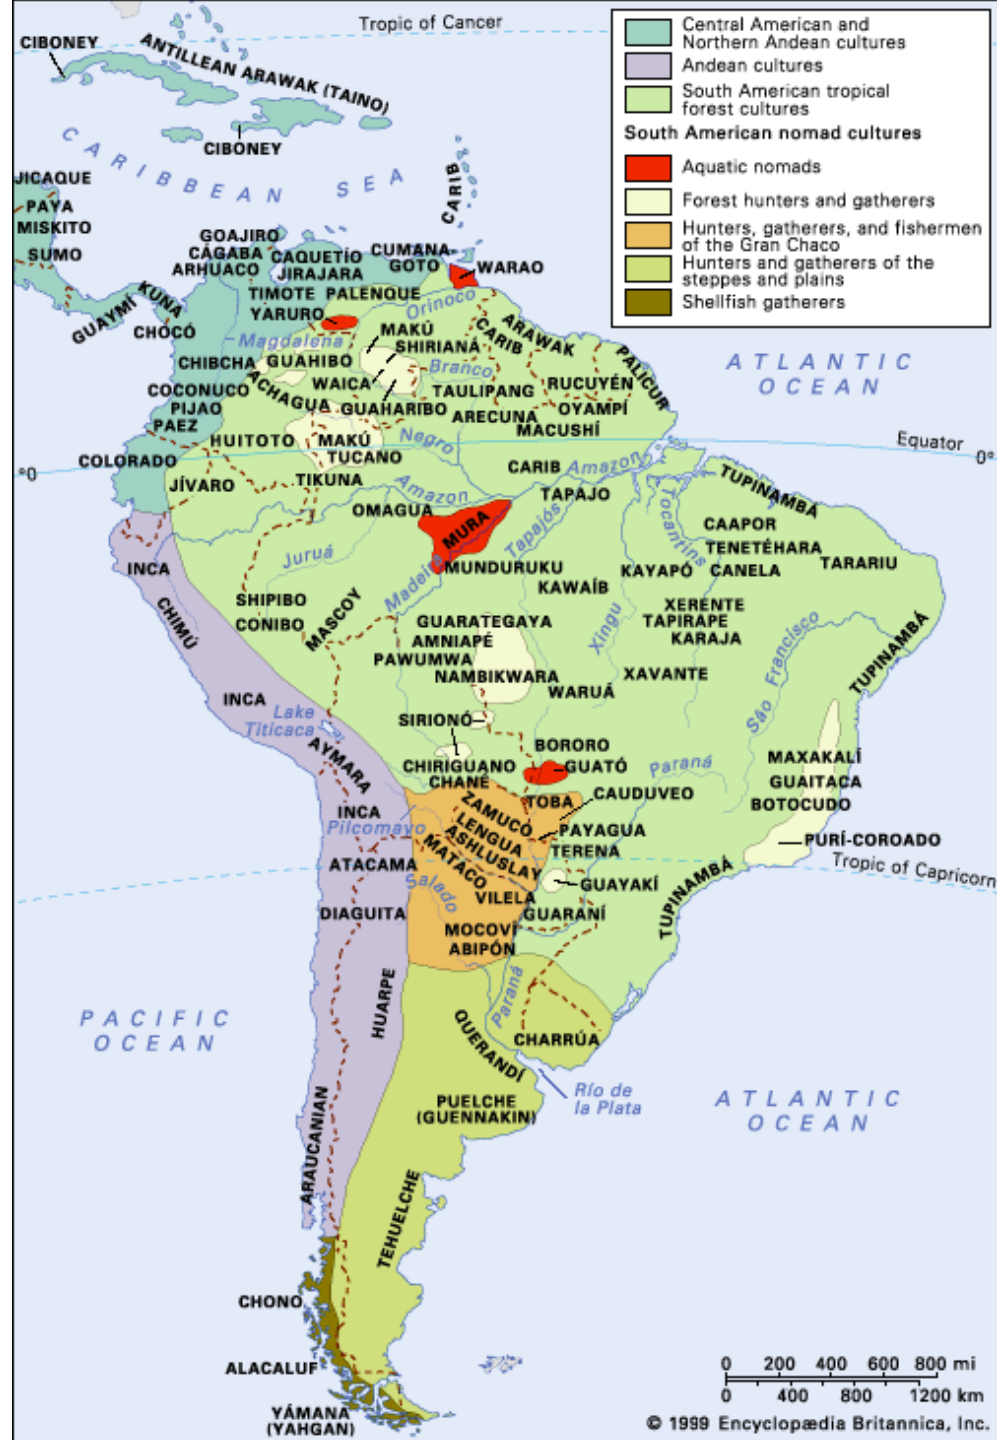 Tropic of Cancer
CIBONEY
ANTILLEAN ARAWAK (TAINO)
CIBONEY
CARIBBEAN SEA
CARIB
Central American and
Northern Andean cultures
Andean cultures
South American tropical
forest cultures
South American nomad cultures
Aquatic nomads
Forest hunters and gatherers
Hunters, gatherers, and fishermen
of the Gran Chaco
Hunters and gatherers of the
steppes and plains
Shellfish gatherers
JICAQUE
PAYA
MISKITO
SUMO
GUAYMÍ
KUNA
CHOCÓ
GOAJIRO
CÁGABA
ARHUACO
CAQUETÍO
JIRAJARA
CUMANA-
GOTO
WARAO
TIMOTE
PALENQUE
Orinoco
YARURO
Magdalena
MAKÚ
SHIRIANÁ
CARIB
ARAWAK
PALICUR
CHIBCHA
GUAHIBO
WAICA
Branco
ACHAGUA
GUAHARIBO
TAULIPANG
RUCUYÉN
COCONUCO
PIJAO
PAEZ
ARECUNA
OYAMPÍ
MACUSHÍ
ATLANTIC
OCEAN
HUITOTO
MAKÚ
TUCANO
Negro
Equator
°0
0°
COLORADO
JÍVARO
TIKUNA
CARIB
Amazon
Amazon
TAPAJO
OMAGUA
MURA
Tapajós
Tocantins
TUPINAMBÁ
CAAPOR
TENETÉHARA
CANELA
TARARIU
INCA
Juruá
Madeira
MUNDURUKU
KAWAÍB
KAYAPÓ
CHIMÚ
SHIPIBO
CONIBO
MASCOY
GUARATEGAYA
AMNIAPÉ
PAWUMWA
NAMBIKWARA
Xingu
XERENTE
TAPIRAPE
KARAJA
São Francisco
TUPINAMBÁ
XAVANTE
WARUÁ
INCA
Lake
Titicaca
SIRIONÓ
AYMARA
BORORO
GUATÓ
Paraná
MAXAKALÍ
GUAITACA
BOTOCUDO
PURÍ-COROADO
CHIRIGUANO
CHANÉ
INCA
Pilcomayo
ZAMUCO
TOBA
CAUDUVEO
LENGUA
ASHLUSLAY
PAYAGUA
TERENA
MATACO
Tropic of Capricorn
ATACAMA
Salado
GUAYAKÍ
VILELA
GUARANÍ
TUPINAMBÁ
DIAGUITA
MOCOVÍ
ABIPÓN
PACIFIC
OCEAN
HUARPE
Paraná
QUERANDÍ
CHARRÚA
Río de
la Plata
PUELCHE
(GUENNAKIN)
ATLANTIC
OCEAN
ARAUCANIAN
TEHUELCHE
CHONO
ALACALUF
YÁMANA
(YAHGAN)
0 200 400 600 800 mi
0 400 800 1200 km
© 1999 Encyclopædia Britannica, Inc.